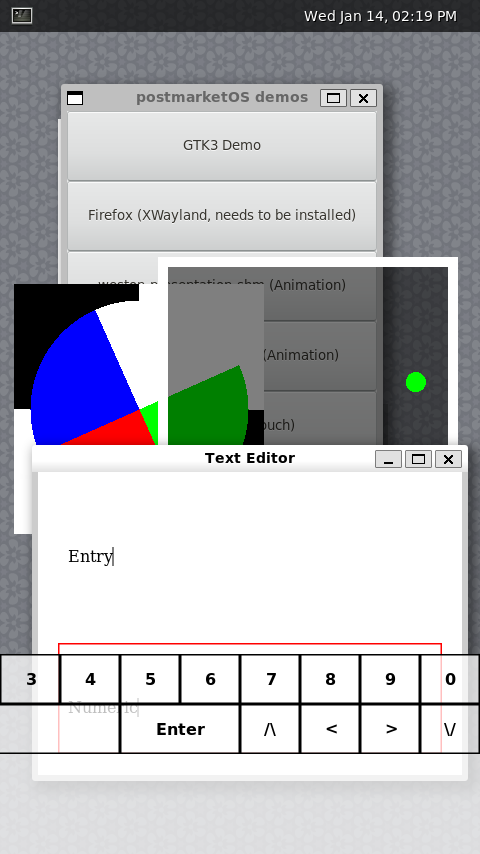 Wed Jan 14, 02:19 PM
postmarketOS demos
GTK3 Demo
Firefox (XWayland, needs to be installed)
weston-presentation-shm (Animation)
(Animation)
ouch)
Text Editor
Entry
3 4 5 6 7 8 9 0
Numeric
Enter /\ < > \/